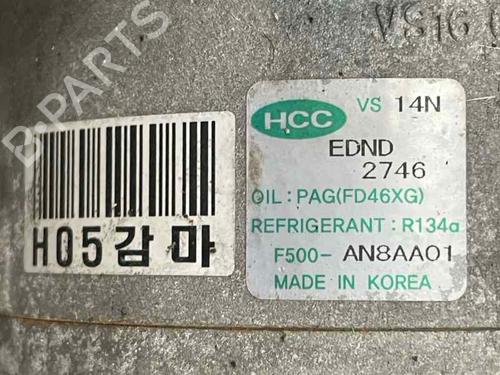 VS16
HCC VS 14N
EDND
2746
OIL : PAG(FD46XG)
REFRIGERANT : R134a
F500- AN8AA01
MADE IN KOREA
H05감마
B-PARTS